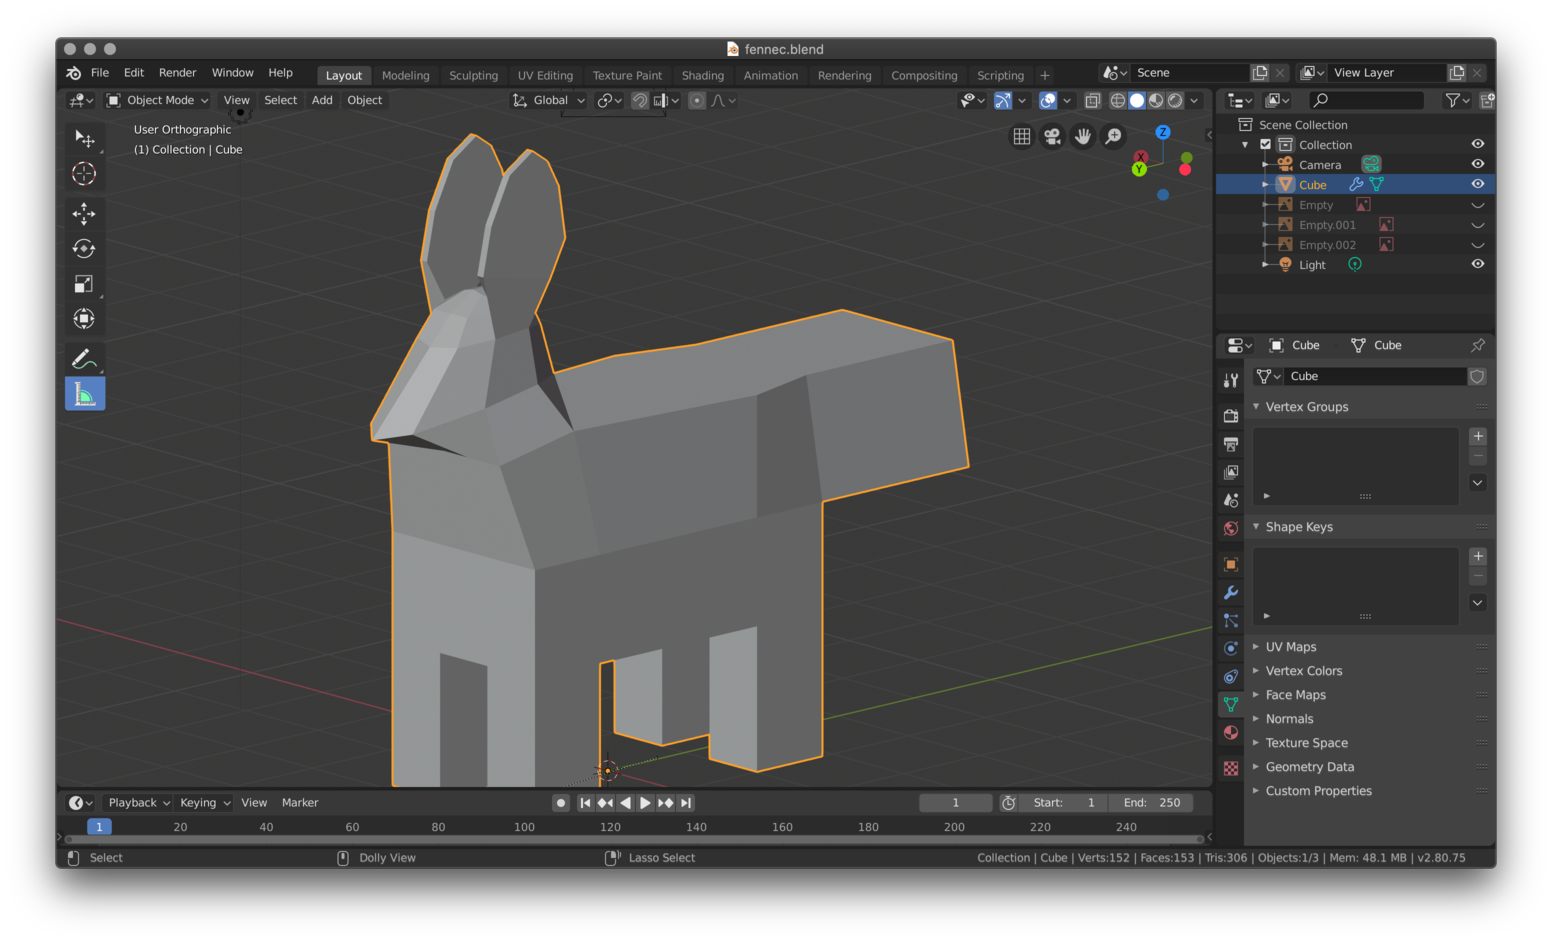 fennec.blend
File Edit Render Window Help Layout Modeling Sculpting UV Editing Texture Paint Shading Animation Rendering Compositing Scripting + Scene View Layer
Object Mode View Select Add Object Global
User Orthographic
(1) Collection | Cube
Z
X
Y
Scene Collection
Collection
Camera
Cube
Empty
Empty.001
Empty.002
Light
Cube Cube
Cube
Vertex Groups
Shape Keys
UV Maps
Vertex Colors
Face Maps
Normals
Texture Space
Geometry Data
Custom Properties
Playback Keying View Marker 1 Start: 1 End: 250
1 20 40 60 80 100 120 140 160 180 200 220 240
Select Dolly View Lasso Select Collection | Cube | Verts:152 | Faces:153 | Tris:306 | Objects:1/3 | Mem: 48.1 MB | v2.80.75